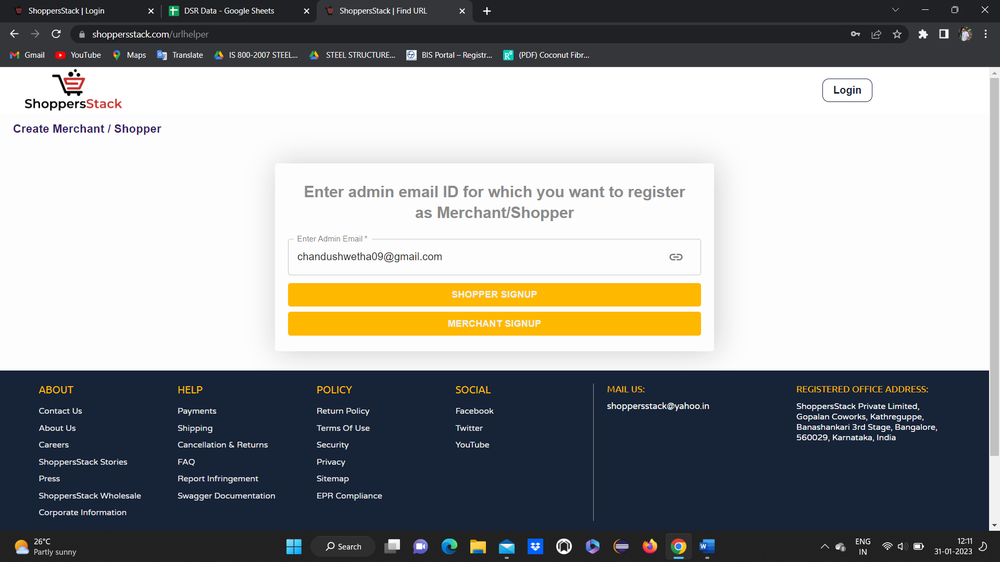 ShoppersStack | Login
DSR Data - Google Sheets
ShoppersStack | Find URL
shoppersstack.com/urlhelper
Gmail
YouTube
Maps
Translate
IS 800-2007 STEEL...
STEEL STRUCTURE...
BIS Portal – Registr...
(PDF) Coconut Fibr...
ShoppersStack
Login
Create Merchant / Shopper
Enter admin email ID for which you want to register
as Merchant/Shopper
Enter Admin Email *
chandushwetha09@gmail.com
SHOPPER SIGNUP
MERCHANT SIGNUP
ABOUT
Contact Us
About Us
Careers
ShoppersStack Stories
Press
ShoppersStack Wholesale
Corporate Information
HELP
Payments
Shipping
Cancellation & Returns
FAQ
Report Infringement
Swagger Documentation
POLICY
Return Policy
Terms Of Use
Security
Privacy
Sitemap
EPR Compliance
SOCIAL
Facebook
Twitter
YouTube
MAIL US:
shoppersstack@yahoo.in
REGISTERED OFFICE ADDRESS:
ShoppersStack Private Limited,
Gopalan Coworks, Kathreguppe,
Banashankari 3rd Stage, Bangalore,
560029, Karnataka, India
26°C
Partly sunny
Search
ENG
IN
12:11
31-01-2023